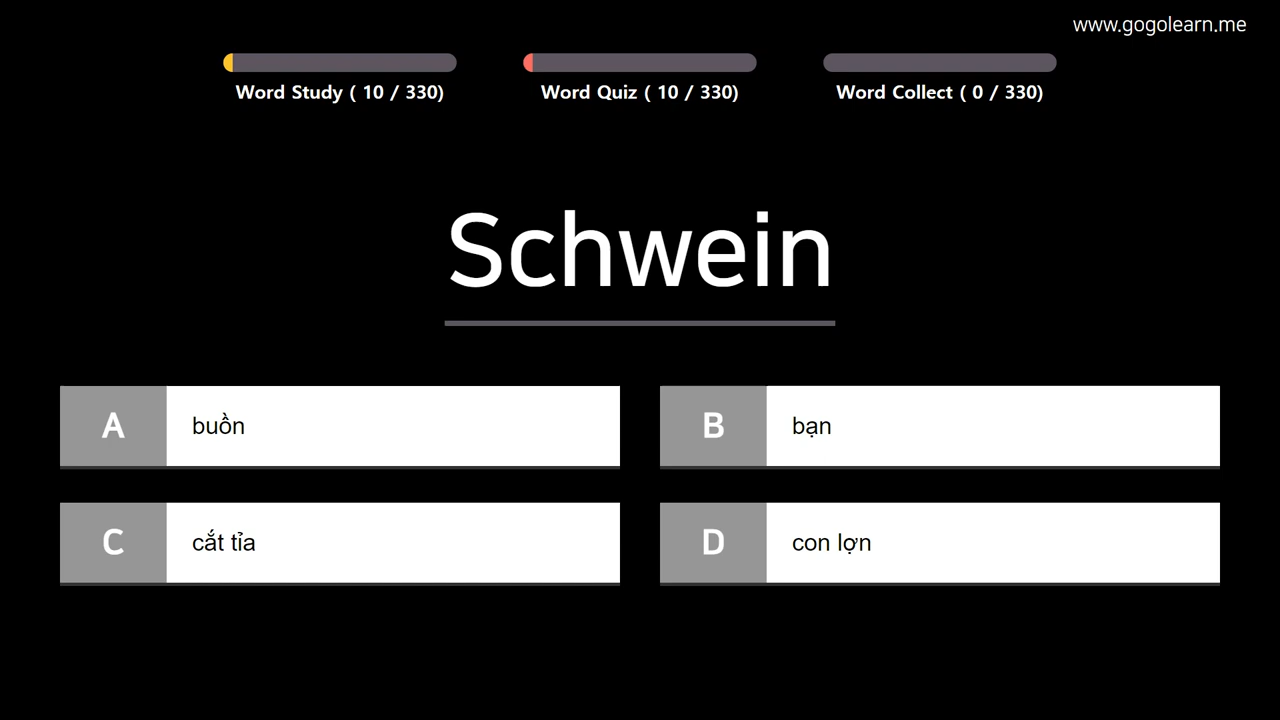 www.gogolearn.me
Word Study ( 10 / 330)
Word Quiz ( 10 / 330)
Word Collect ( 0 / 330)
Schwein
A buồn
B bạn
C cắt tỉa
D con lợn